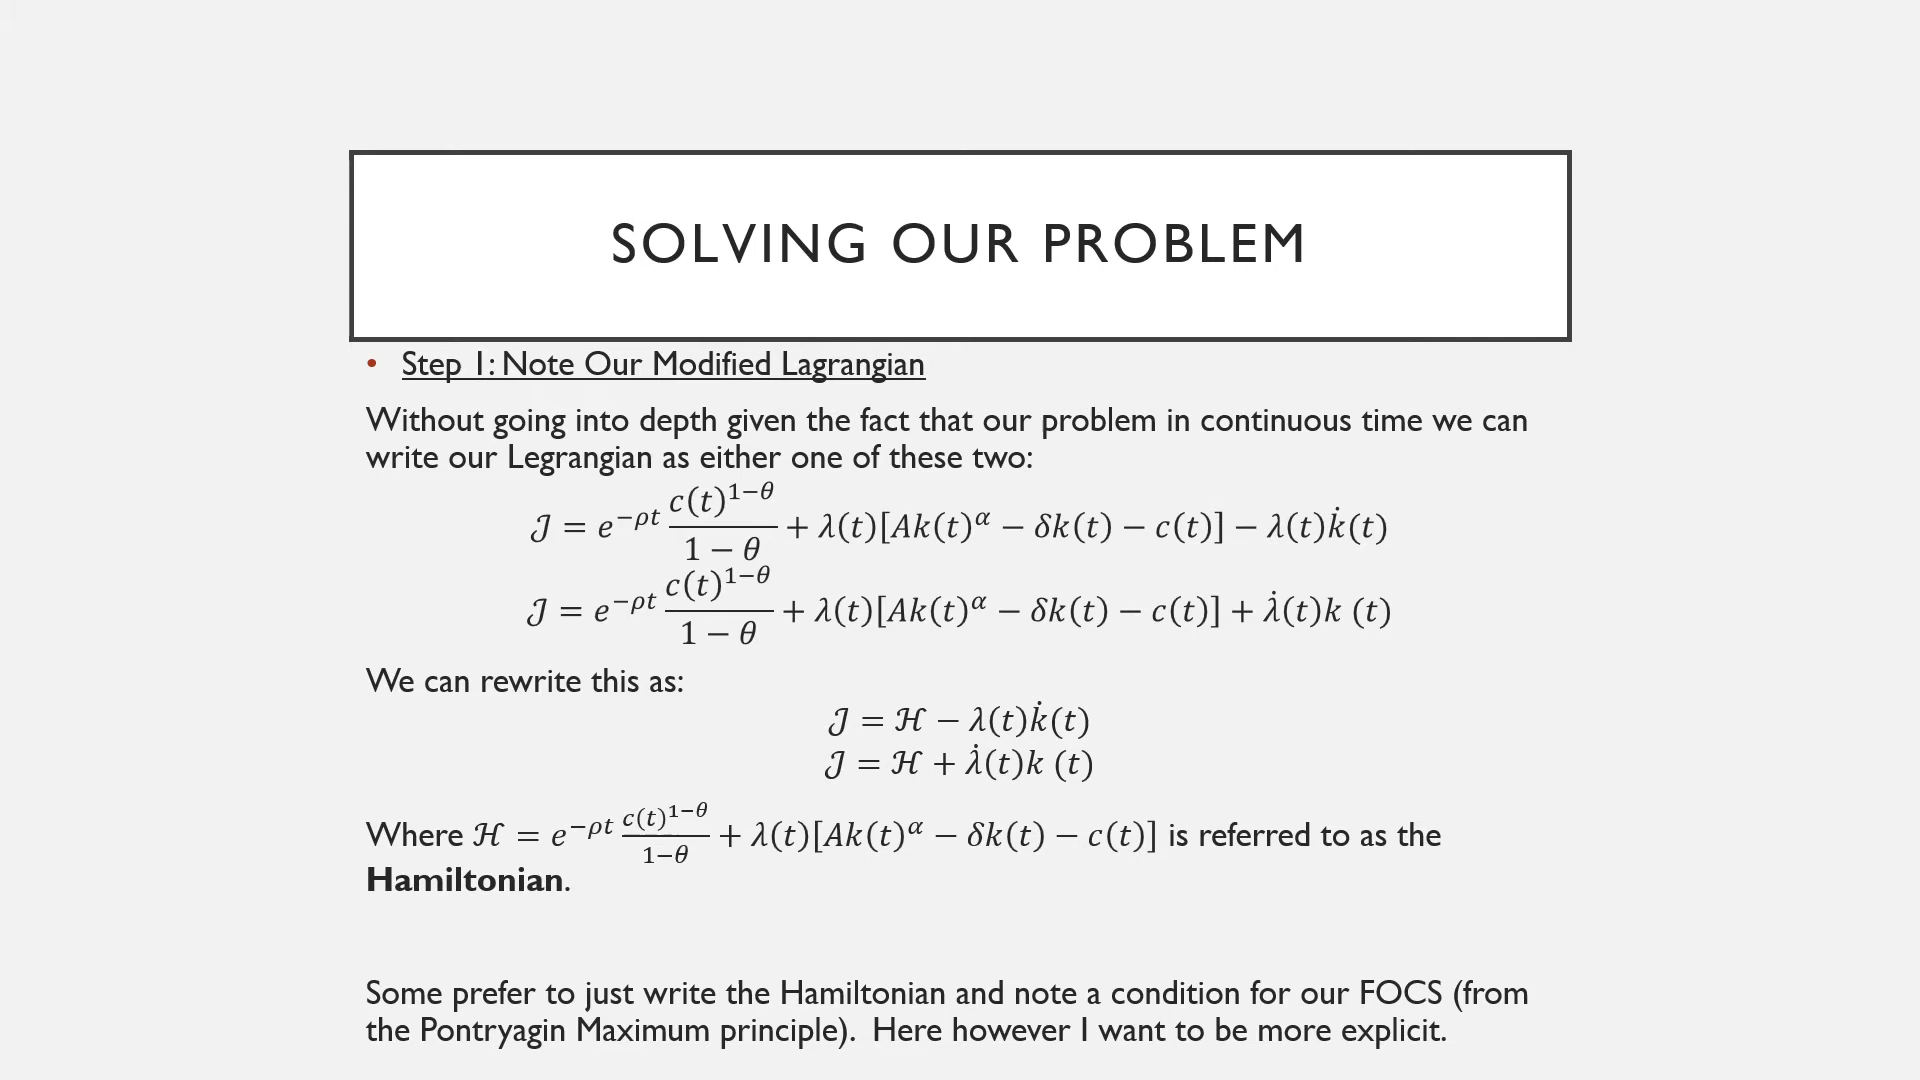 SOLVING OUR PROBLEM
• Step 1: Note Our Modified Lagrangian
Without going into depth given the fact that our problem in continuous time we can
write our Legrangian as either one of these two:
𝒥 = e^{−ρt} \frac{c(t)^{1−θ}}{1 − θ} + λ(t)[Ak(t)^α − δk(t) − c(t)] − λ(t)k̇(t)
𝒥 = e^{−ρt} \frac{c(t)^{1−θ}}{1 − θ} + λ(t)[Ak(t)^α − δk(t) − c(t)] + λ̇(t)k (t)
We can rewrite this as:
𝒥 = ℋ − λ(t)k̇(t)
𝒥 = ℋ + λ̇(t)k (t)
Where ℋ = e^{−ρt} \frac{c(t)^{1−θ}}{1−θ} + λ(t)[Ak(t)^α − δk(t) − c(t)] is referred to as the
Hamiltonian.
Some prefer to just write the Hamiltonian and note a condition for our FOCS (from
the Pontryagin Maximum principle).  Here however I want to be more explicit.